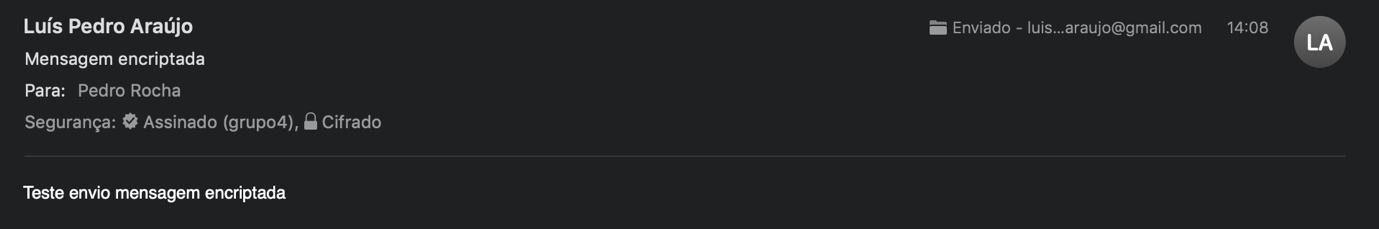 Luís Pedro Araújo
Enviado - luis...araujo@gmail.com 14:08
LA
Mensagem encriptada
Para: Pedro Rocha
Segurança: Assinado (grupo4), Cifrado
Teste envio mensagem encriptada